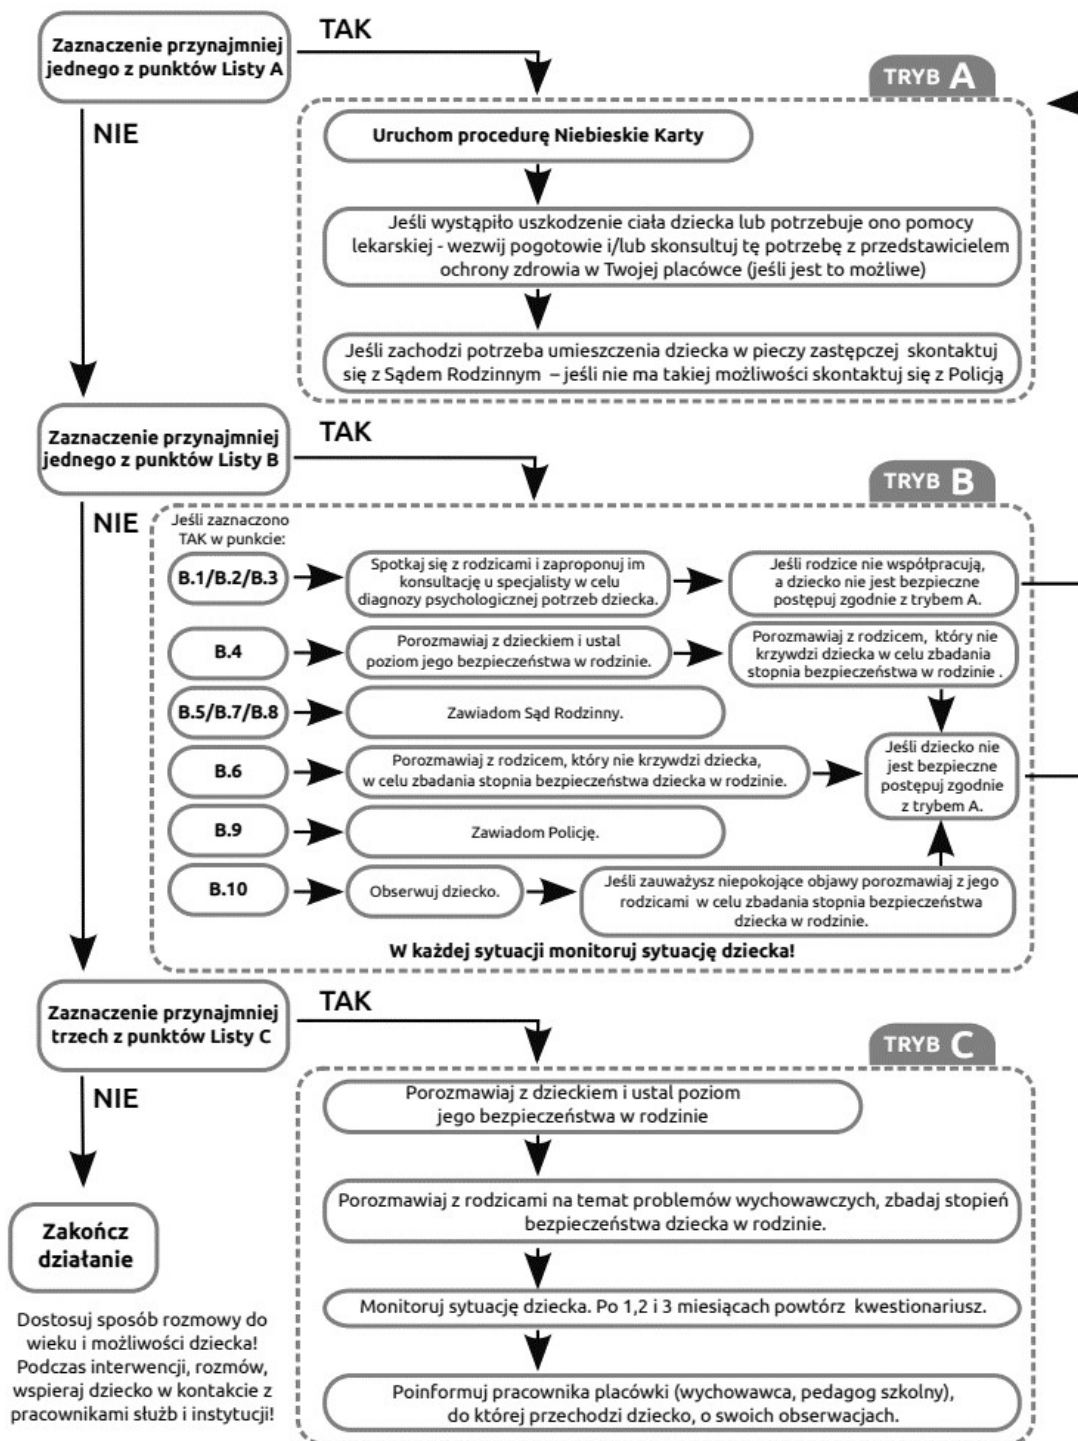 Zaznaczenie przynajmniej
jednego z punktów Listy A
TAK
NIE
TRYB A
Uruchom procedurę Niebieskie Karty
Jeśli wystąpiło uszkodzenie ciała dziecka lub potrzebuje ono pomocy
lekarskiej - wezwij pogotowie i/lub skonsultuj tę potrzebę z przedstawicielem
ochrony zdrowia w Twojej placówce (jeśli jest to możliwe)
Jeśli zachodzi potrzeba umieszczenia dziecka w pieczy zastępczej skontaktuj
się z Sądem Rodzinnym – jeśli nie ma takiej możliwości skontaktuj się z Policją
Zaznaczenie przynajmniej
jednego z punktów Listy B
TAK
NIE
TRYB B
Jeśli zaznaczono
TAK w punkcie:
B.1/B.2/B.3
Spotkaj się z rodzicami i zaproponuj im
konsultację u specjalisty w celu
diagnozy psychologicznej potrzeb dziecka.
Jeśli rodzice nie współpracują,
a dziecko nie jest bezpieczne
postępuj zgodnie z trybem A.
B.4
Porozmawiaj z dzieckiem i ustal
poziom jego bezpieczeństwa w rodzinie.
Porozmawiaj z rodzicem, który nie
krzywdzi dziecka w celu zbadania
stopnia bezpieczeństwa w rodzinie .
B.5/B.7/B.8
Zawiadom Sąd Rodzinny.
B.6
Porozmawiaj z rodzicem, który nie krzywdzi dziecka,
w celu zbadania stopnia bezpieczeństwa dziecka w rodzinie.
Jeśli dziecko nie
jest bezpieczne
postępuj zgodnie
z trybem A.
B.9
Zawiadom Policję.
B.10
Obserwuj dziecko.
Jeśli zauważysz niepokojące objawy porozmawiaj z jego
rodzicami w celu zbadania stopnia bezpieczeństwa
dziecka w rodzinie.
W każdej sytuacji monitoruj sytuację dziecka!
Zaznaczenie przynajmniej
trzech z punktów Listy C
TAK
NIE
TRYB C
Porozmawiaj z dzieckiem i ustal poziom
jego bezpieczeństwa w rodzinie
Porozmawiaj z rodzicami na temat problemów wychowawczych, zbadaj stopień
bezpieczeństwa dziecka w rodzinie.
Monitoruj sytuację dziecka. Po 1,2 i 3 miesiącach powtórz kwestionariusz.
Poinformuj pracownika placówki (wychowawca, pedagog szkolny),
do której przechodzi dziecko, o swoich obserwacjach.
Zakończ
działanie
Dostosuj sposób rozmowy do
wieku i możliwości dziecka!
Podczas interwencji, rozmów,
wspieraj dziecko w kontakcie z
pracownikami służb i instytucji!